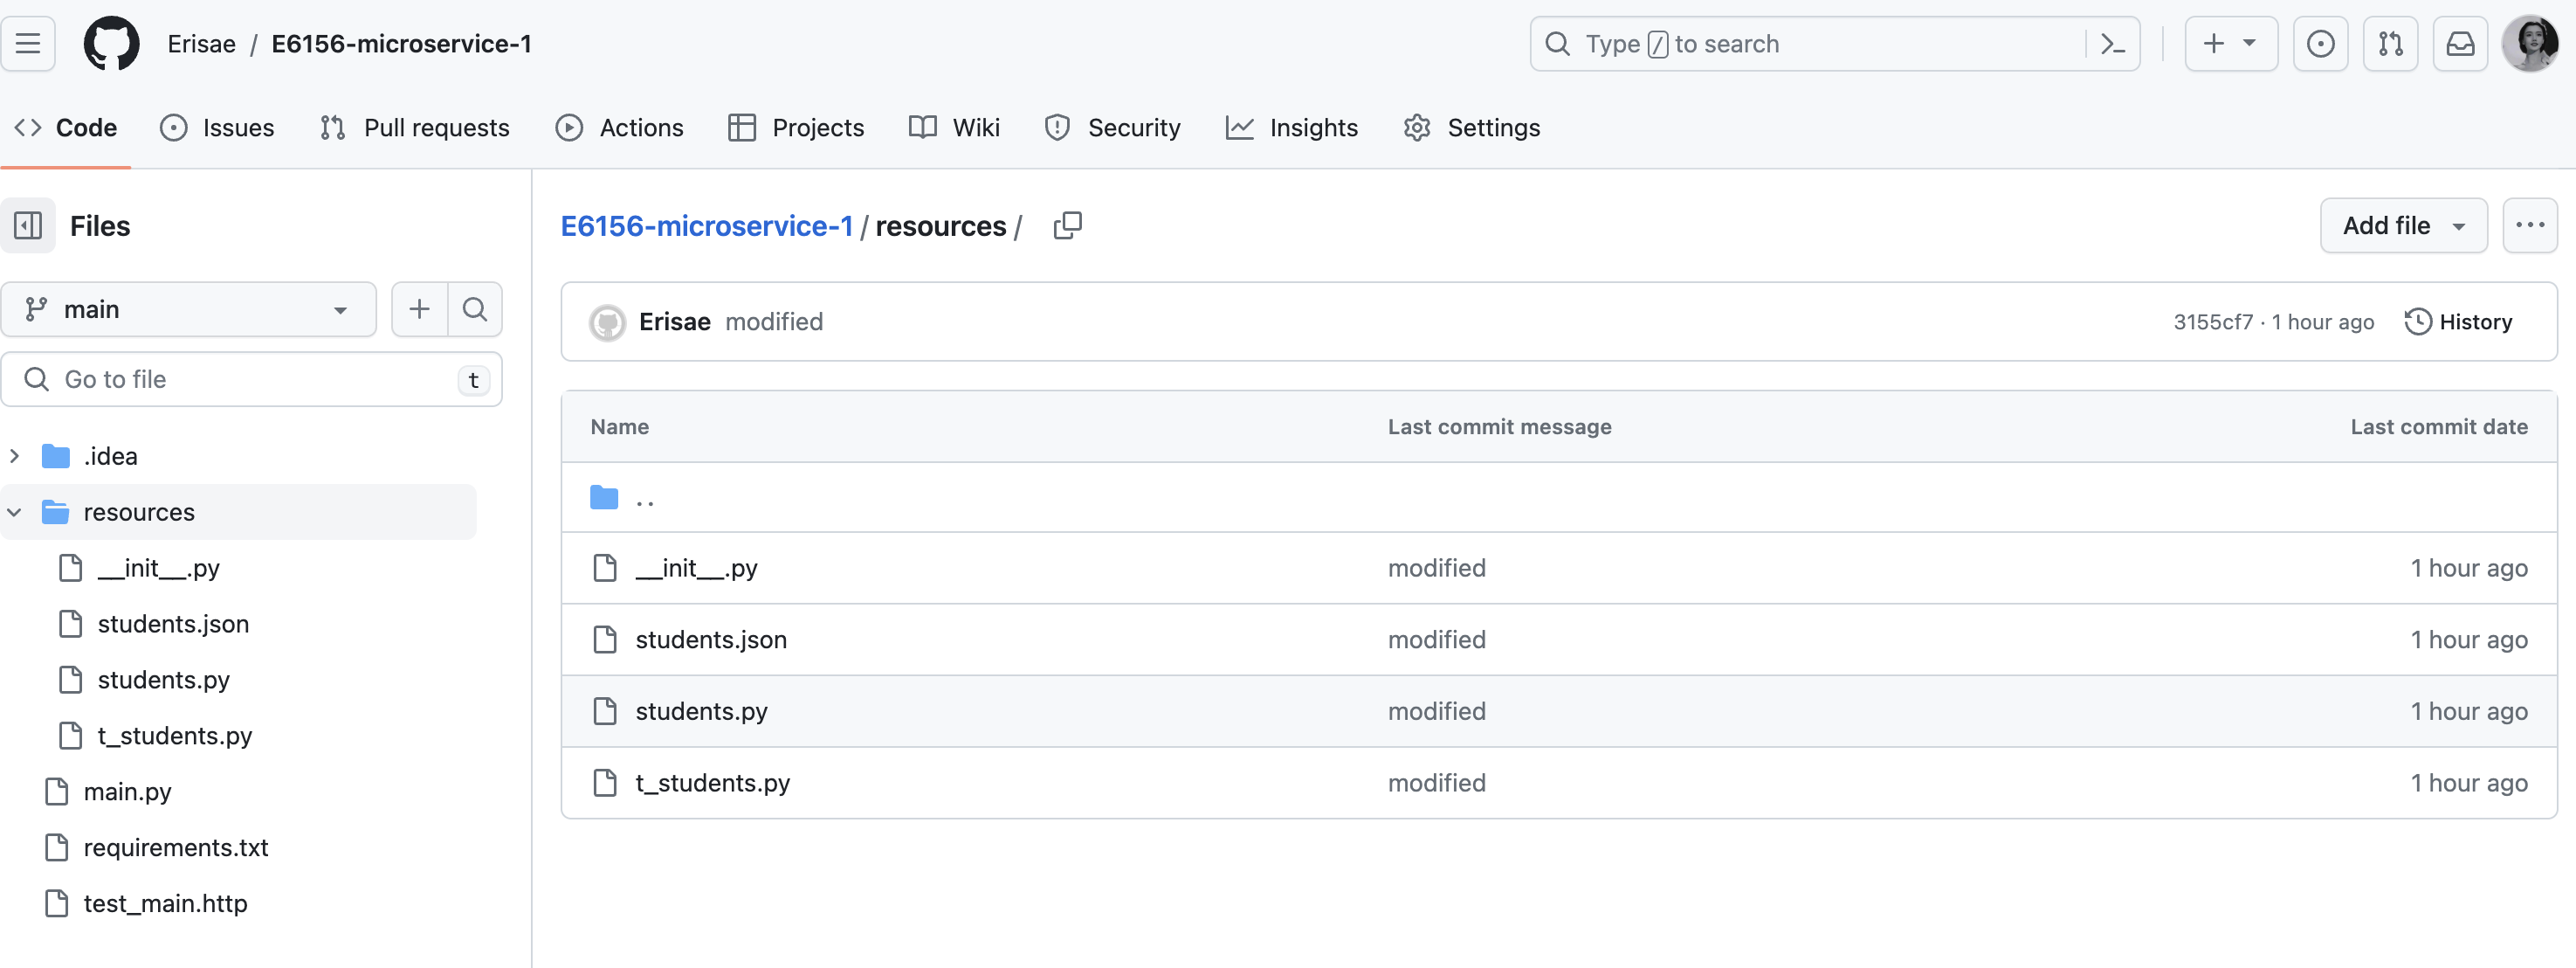 Erisae / E6156-microservice-1
Type / to search
Code Issues Pull requests Actions Projects Wiki Security Insights Settings
Files
main
Go to file t
.idea
resources
__init__.py
students.json
students.py
t_students.py
main.py
requirements.txt
test_main.http
E6156-microservice-1 / resources /
Add file
Erisae modified
3155cf7 · 1 hour ago
History
Name Last commit message Last commit date
..
__init__.py modified 1 hour ago
students.json modified 1 hour ago
students.py modified 1 hour ago
t_students.py modified 1 hour ago